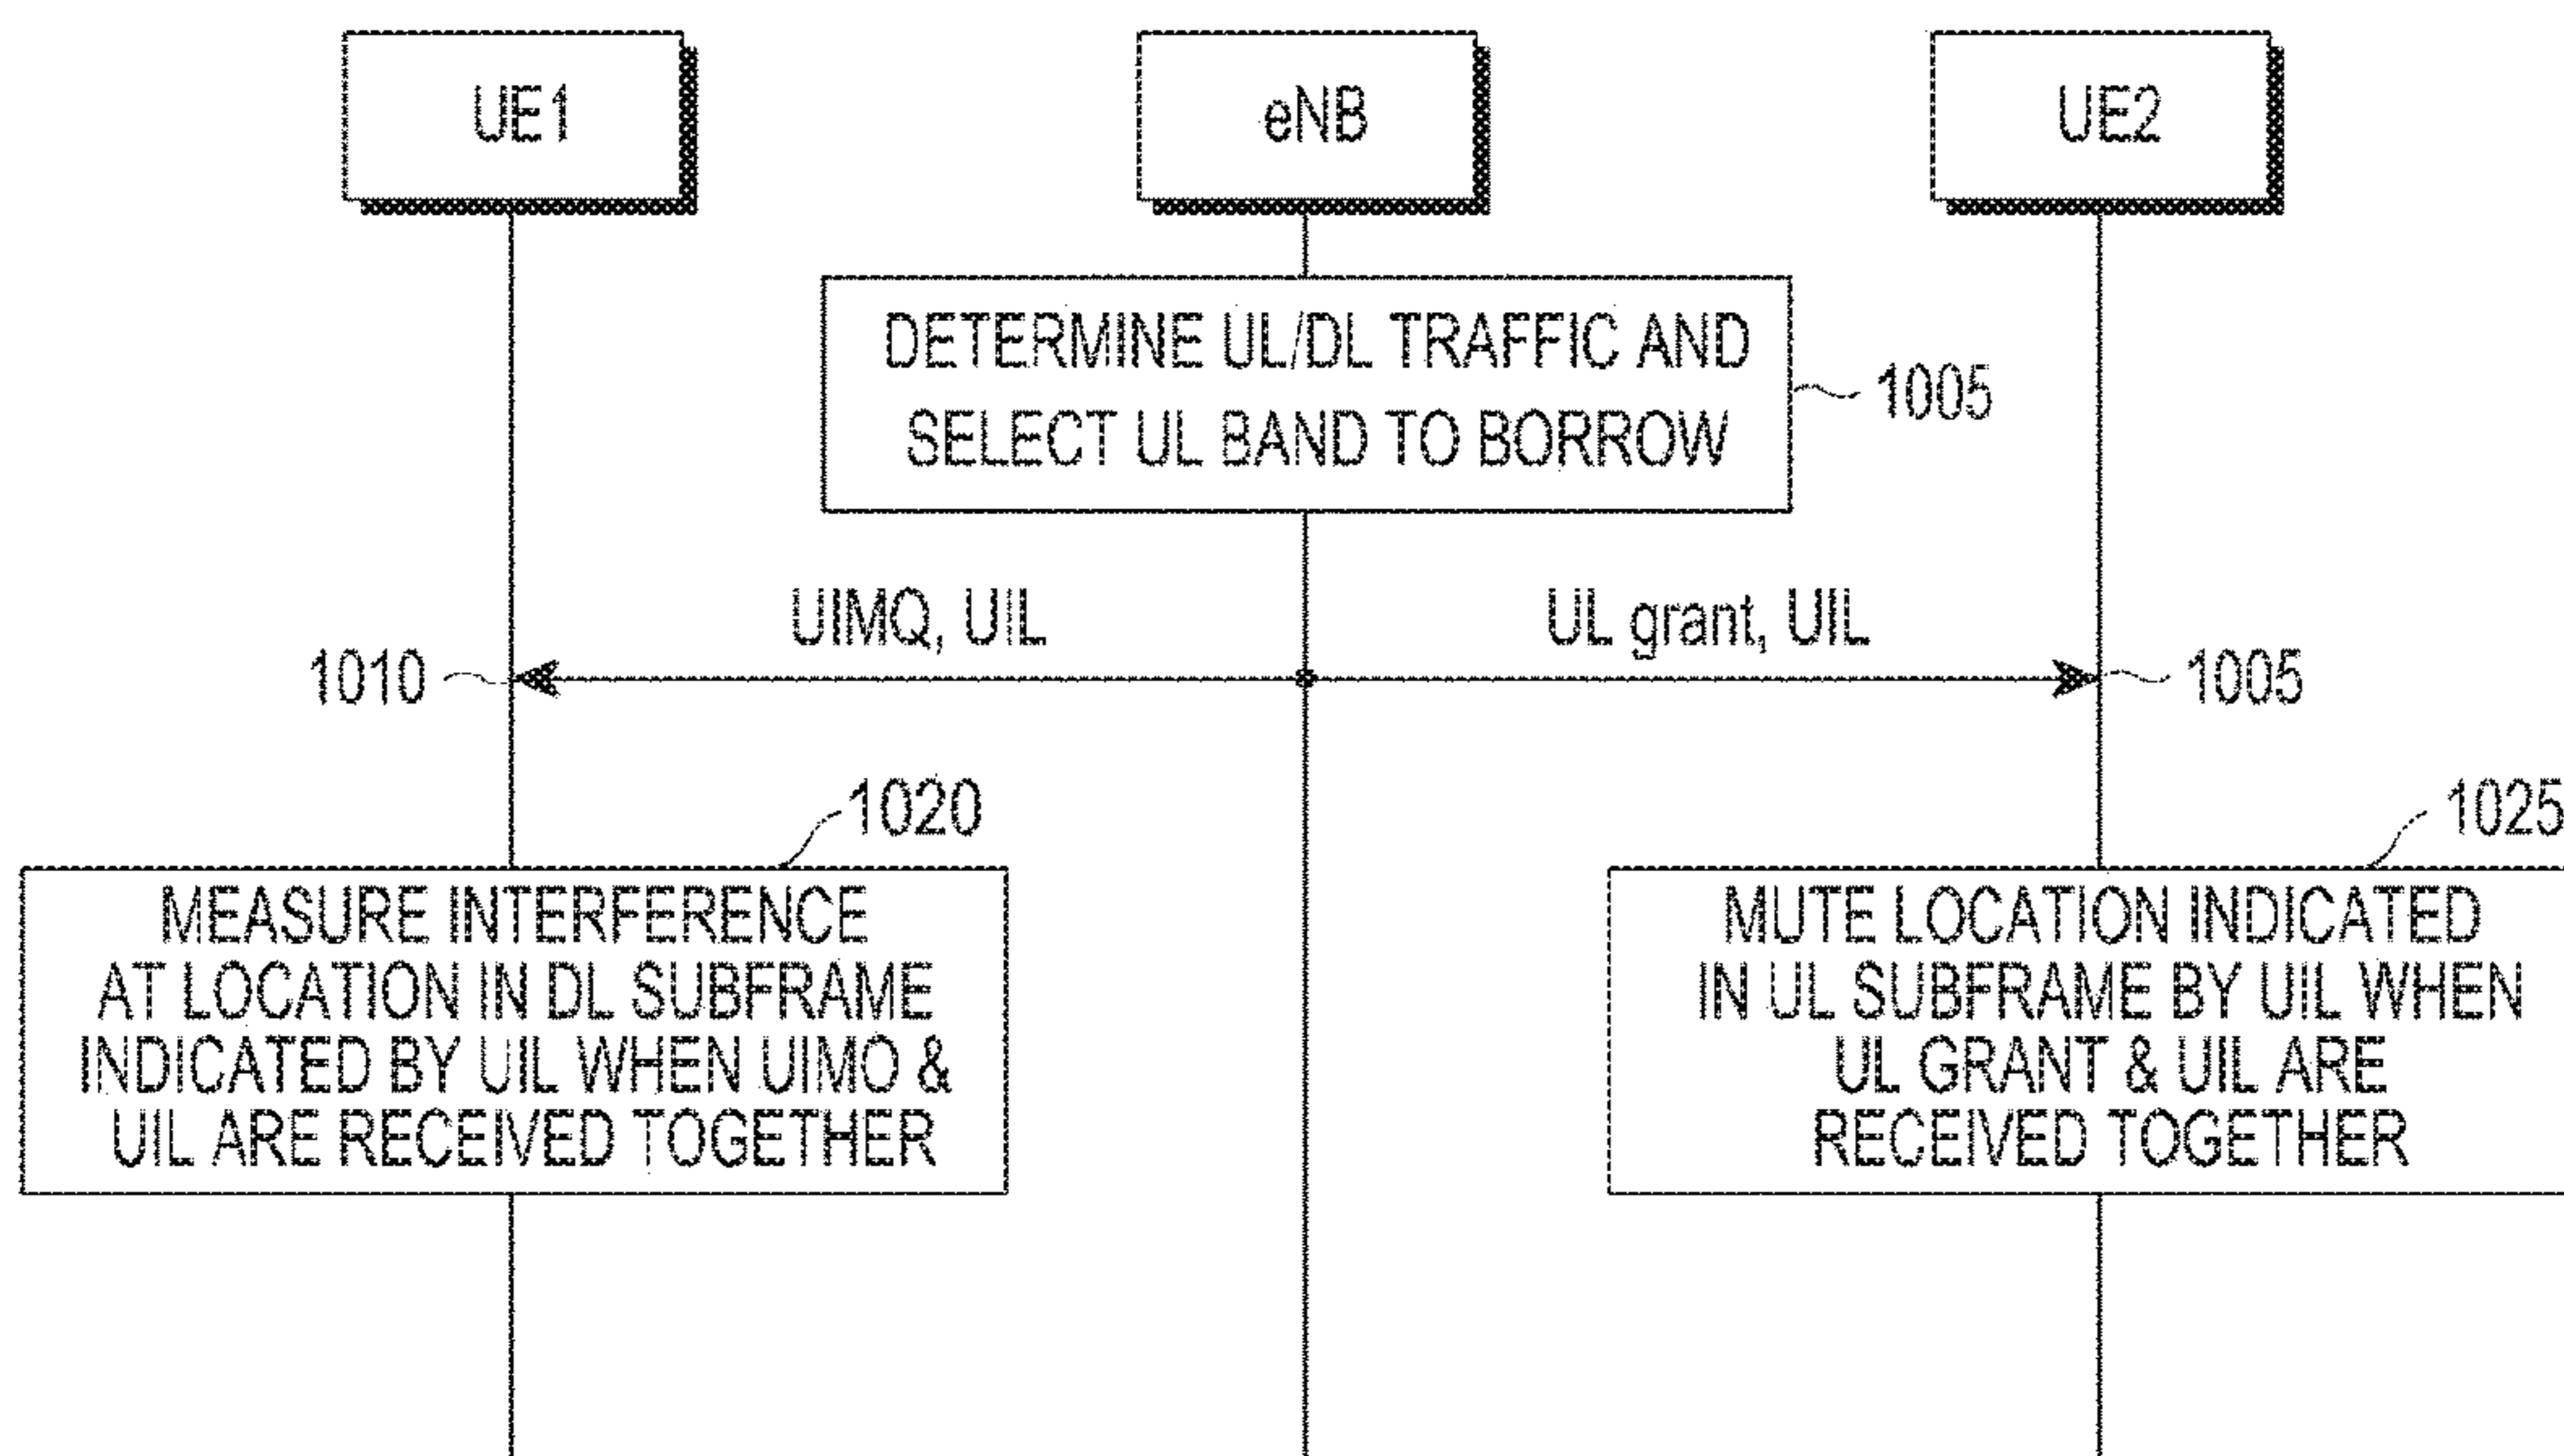 UE1
eNB
UE2
DETERMINE UL/DL TRAFFIC AND
SELECT UL BAND TO BORROW
1005
UIMQ, UIL
UL grant, UIL
1010
1005
1020
1025
MEASURE INTERFERENCE
AT LOCATION IN DL SUBFRAME
INDICATED BY UIL WHEN UIMO &
UIL ARE RECEIVED TOGETHER
MUTE LOCATION INDICATED
IN UL SUBFRAME BY UIL WHEN
UL GRANT & UIL ARE
RECEIVED TOGETHER